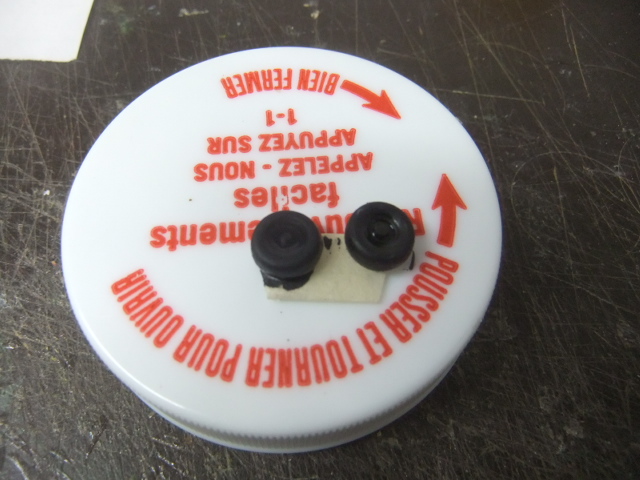 POUSSER ET TOURNER POUR OUVRIR
faciles
APPELEZ - NOUS
APPUYEZ SUR
1-1
BIEN FERMER